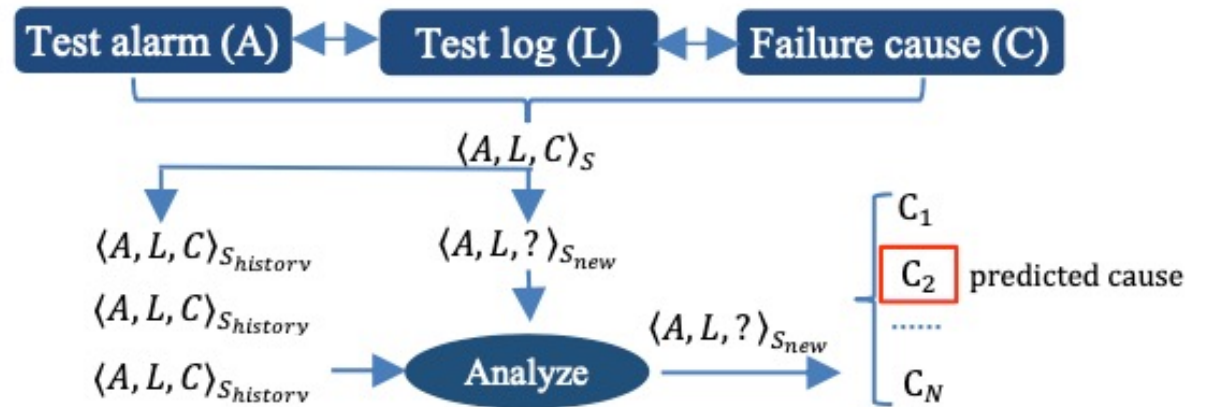 Test alarm (A) Test log (L) Failure cause (C)
⟨A, L, C⟩S
⟨A, L, C⟩Shistory ⟨A, L, ?⟩Snew
⟨A, L, C⟩Shistory
⟨A, L, C⟩Shistory
Analyze
⟨A, L, ?⟩Snew
C1
C2 predicted cause
......
CN